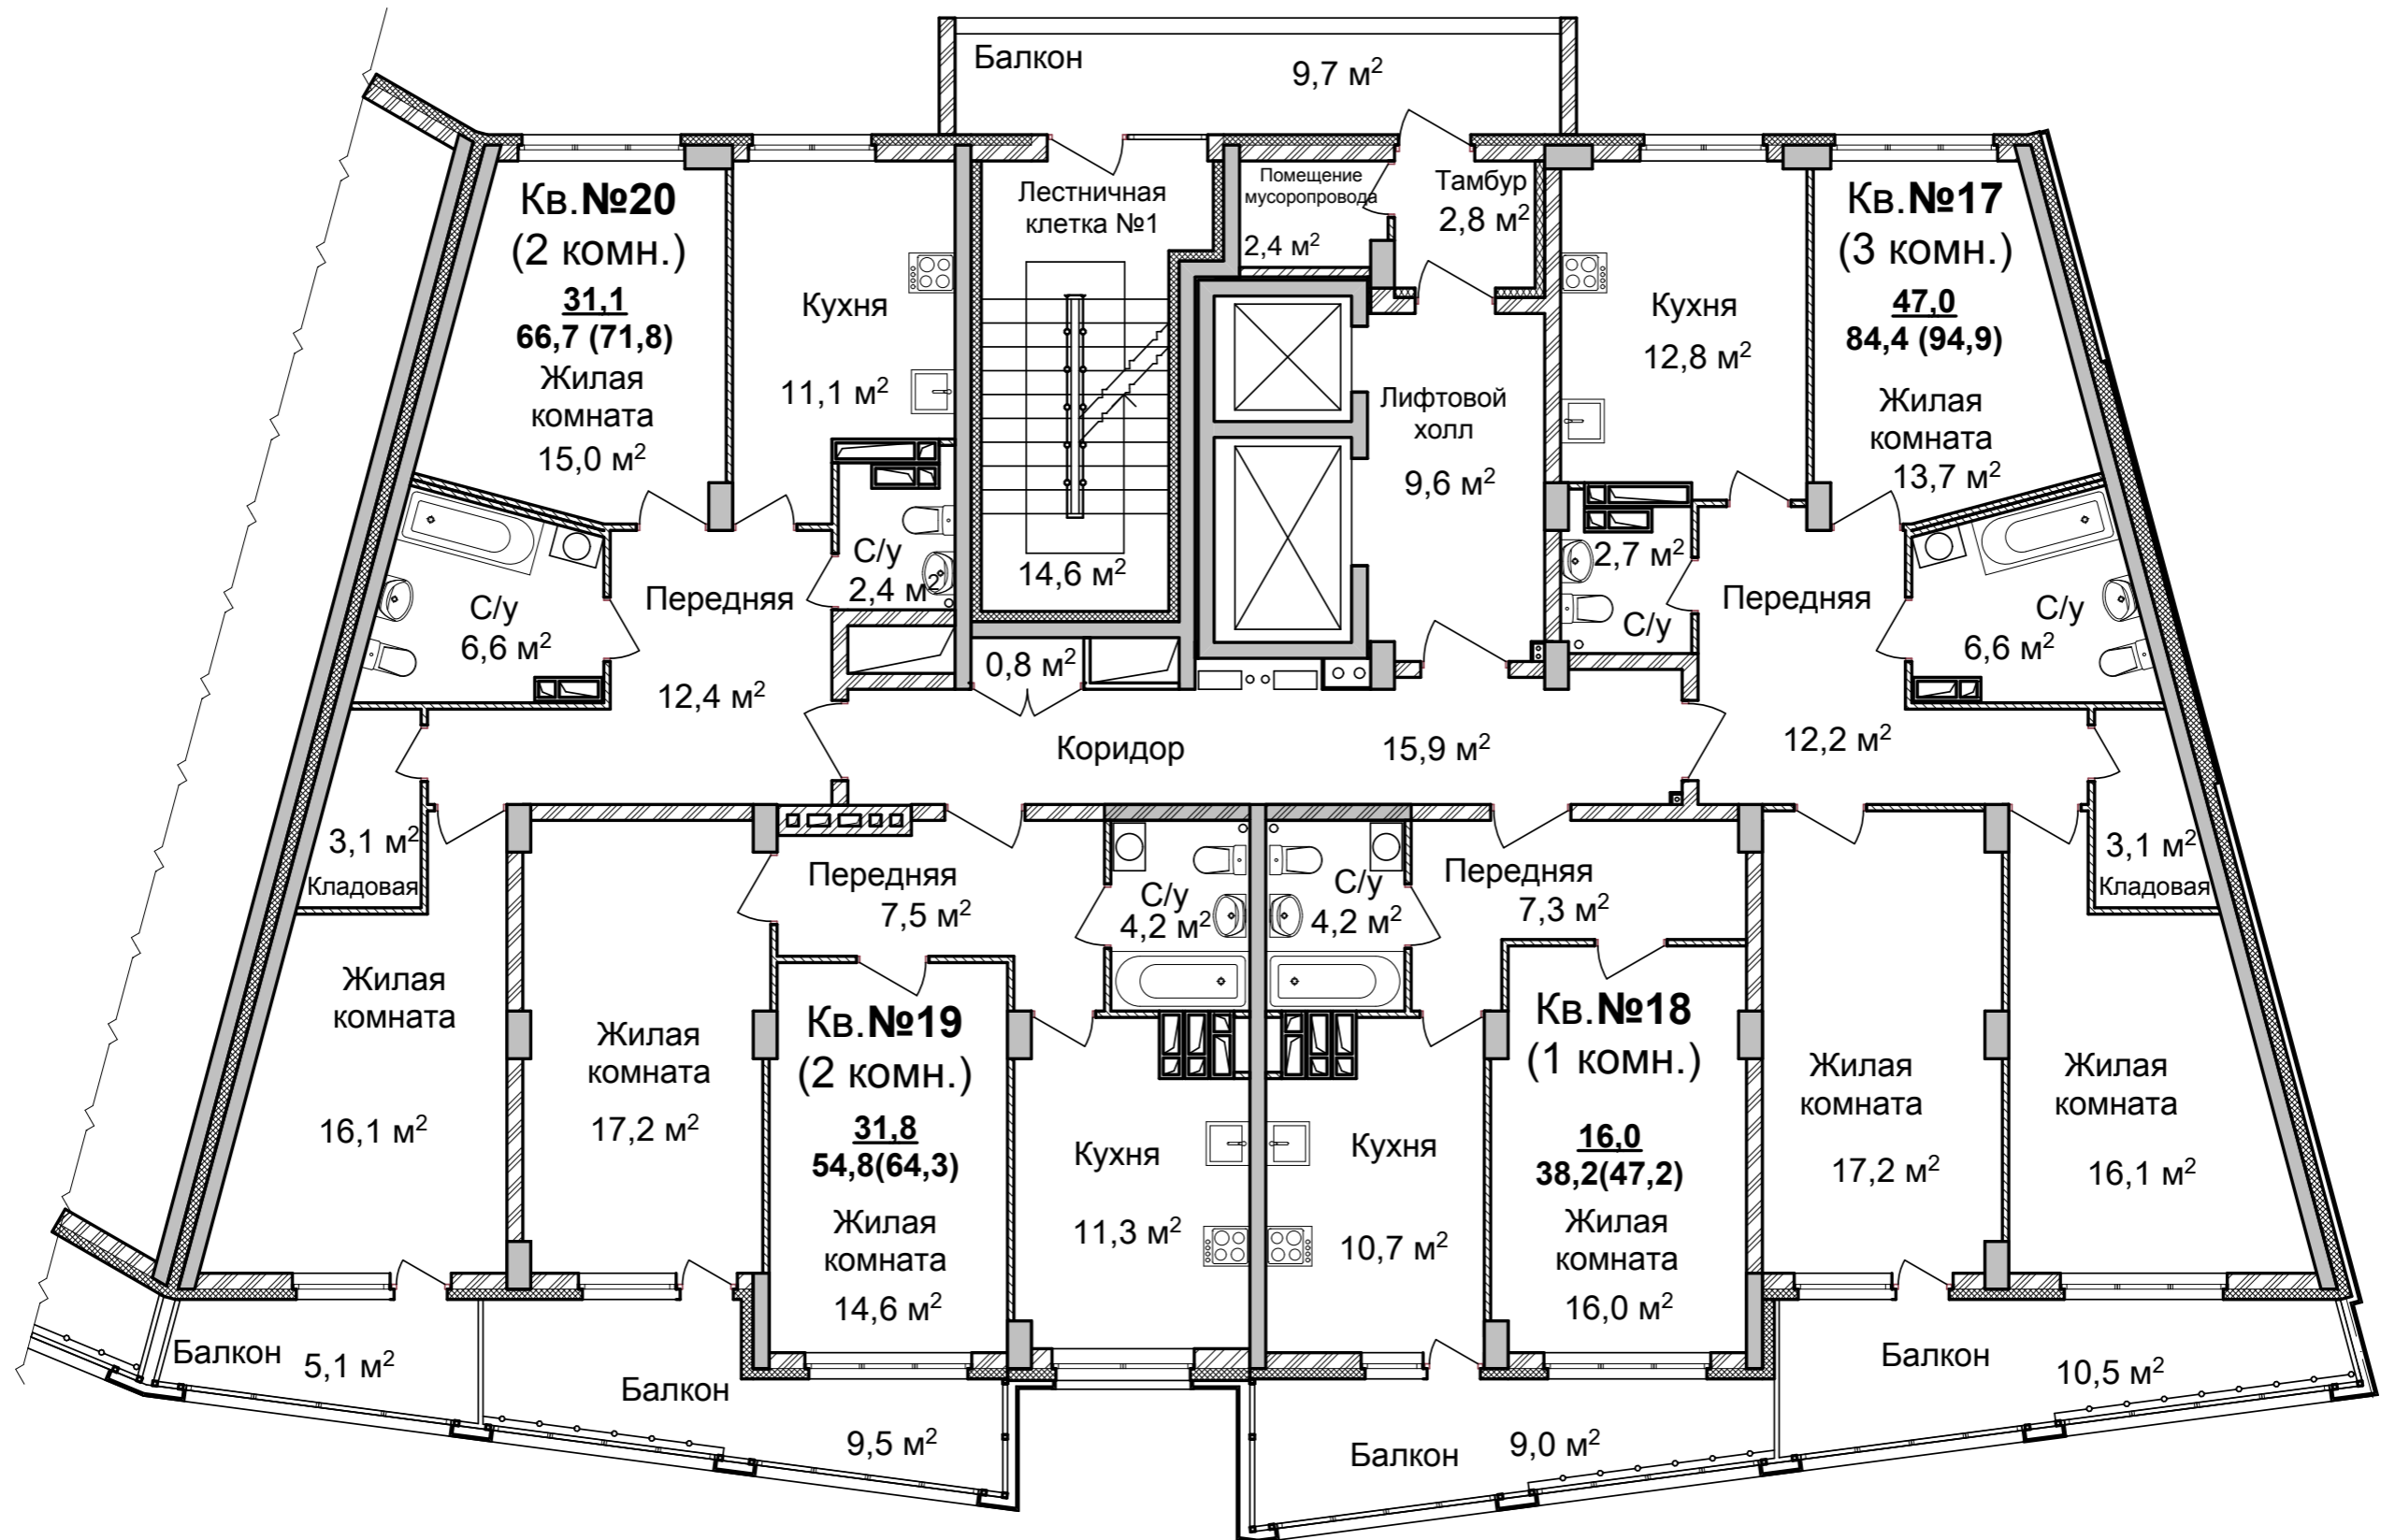 Балкон
9,7 м²
Кв.№20
(2 комн.)
31,1
66,7 (71,8)
Жилая
комната
15,0 м²
Кухня
11,1 м²
Лестничная
клетка №1
14,6 м²
Помещение
мусоропровода
2,4 м²
Тамбур
2,8 м²
Лифтовой
холл
9,6 м²
Кухня
12,8 м²
Кв.№17
(3 комн.)
47,0
84,4 (94,9)
Жилая
комната
13,7 м²
С/у
6,6 м²
Передняя
12,4 м²
С/у
2,4 м²
0,8 м²
2,7 м²
С/у
Передняя
12,2 м²
С/у
6,6 м²
Коридор
15,9 м²
3,1 м²
Кладовая
Передняя
7,5 м²
С/у
4,2 м²
С/у
4,2 м²
Передняя
7,3 м²
3,1 м²
Кладовая
Жилая
комната
16,1 м²
Жилая
комната
17,2 м²
Кв.№19
(2 комн.)
31,8
54,8(64,3)
Жилая
комната
14,6 м²
Кухня
11,3 м²
Кухня
10,7 м²
Кв.№18
(1 комн.)
16,0
38,2(47,2)
Жилая
комната
16,0 м²
Жилая
комната
17,2 м²
Жилая
комната
16,1 м²
Балкон
5,1 м²
Балкон
9,5 м²
Балкон
9,0 м²
Балкон
10,5 м²